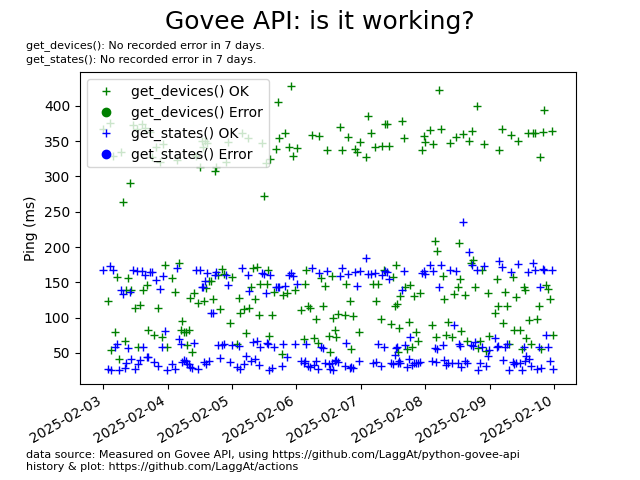 Govee API: is it working?
get_devices(): No recorded error in 7 days.
get_states(): No recorded error in 7 days.
get_devices() OK
get_devices() Error
get_states() OK
get_states() Error
Ping (ms)
400
350
300
250
200
150
100
50
2025-02-03
2025-02-04
2025-02-05
2025-02-06
2025-02-07
2025-02-08
2025-02-09
2025-02-10
data source: Measured on Govee API, using https://github.com/LaggAt/python-govee-api
history & plot: https://github.com/LaggAt/actions